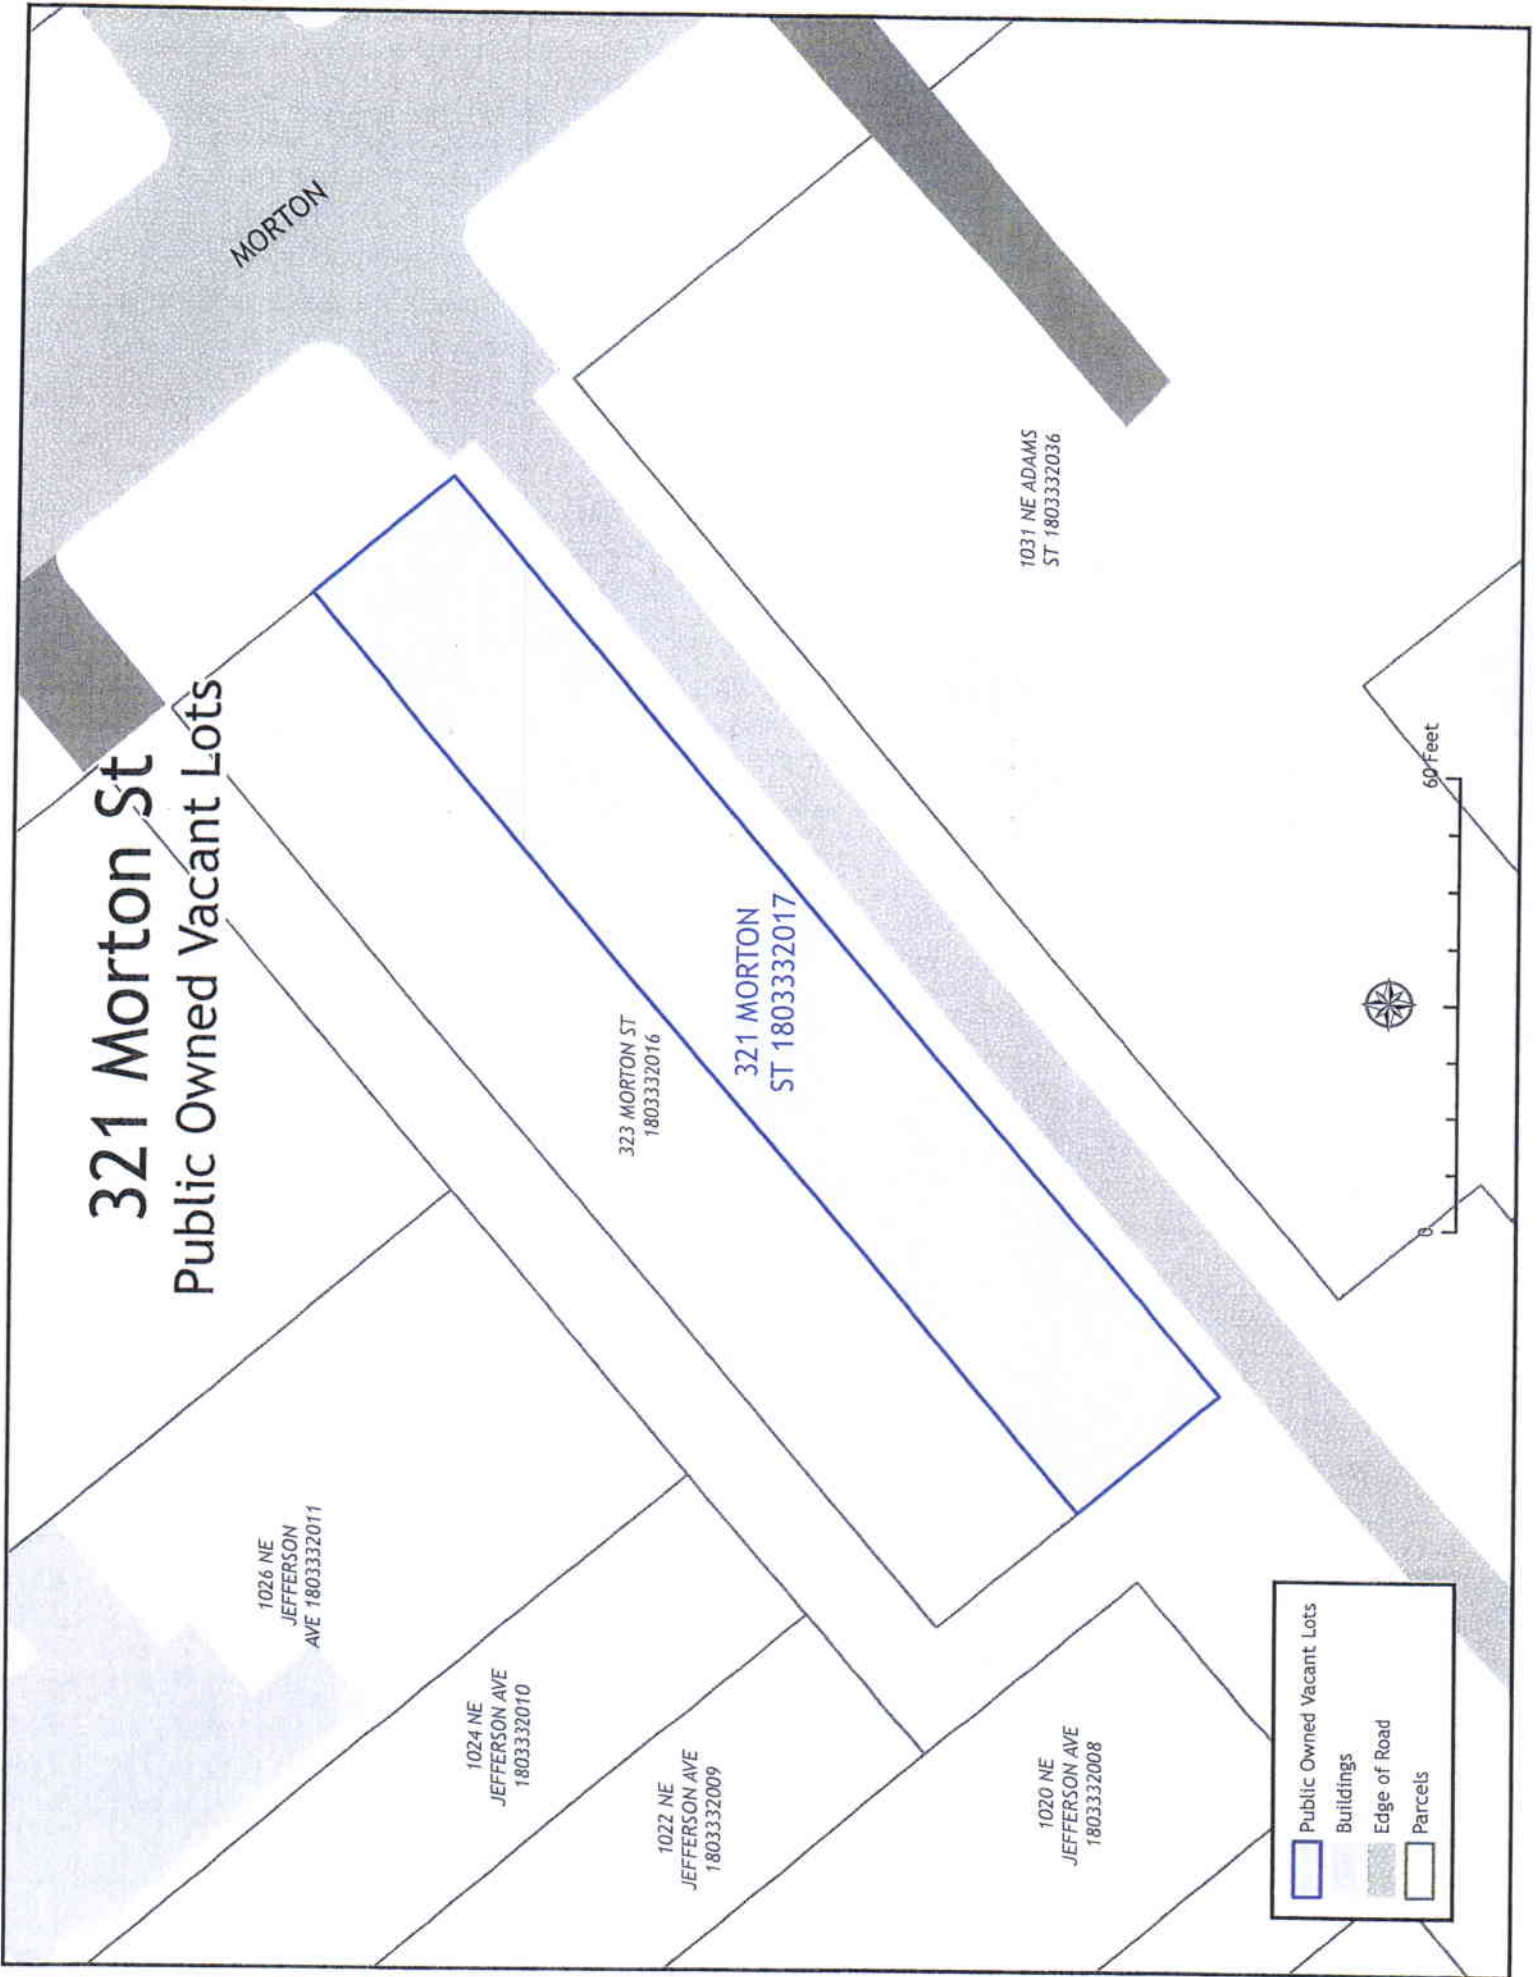 321 Morton St
Public Owned Vacant Lots
MORTON
1026 NE
JEFFERSON
AVE 1803332011
1024 NE
JEFFERSON AVE
1803332010
323 MORTON ST
1803332016
1022 NE
JEFFERSON AVE
1803332009
321 MORTON
ST 1803332017
1020 NE
JEFFERSON AVE
1803332008
1031 NE ADAMS
ST 1803332036
Public Owned Vacant Lots
Buildings
Edge of Road
Parcels
0
60 Feet